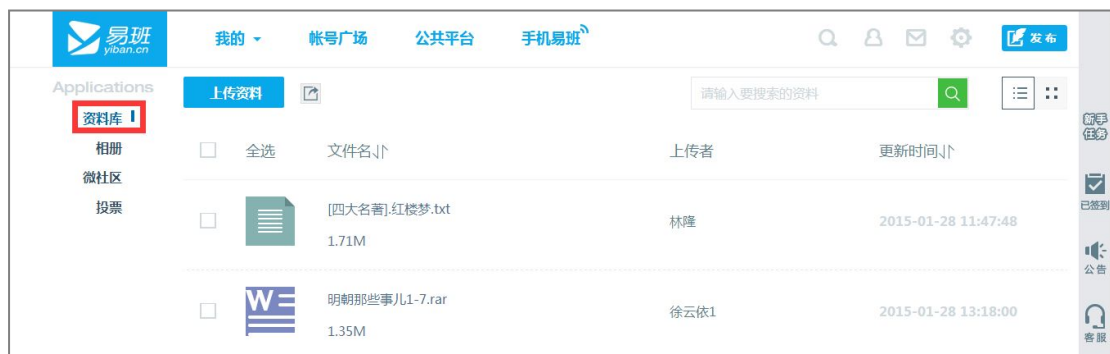 易班
yiban.cn
我的 帐号广场 公共平台 手机易班 发布
Applications
资料库
相册
微社区
投票
上传资料 请输入要搜索的资料
全选 文件名 上传者 更新时间
[四大名著].红楼梦.txt
1.71M
林隆 2015-01-28 11:47:48
明朝那些事儿1-7.rar
1.35M
徐云依1 2015-01-28 13:18:00
W
新手
任务
已签到
公告
客服